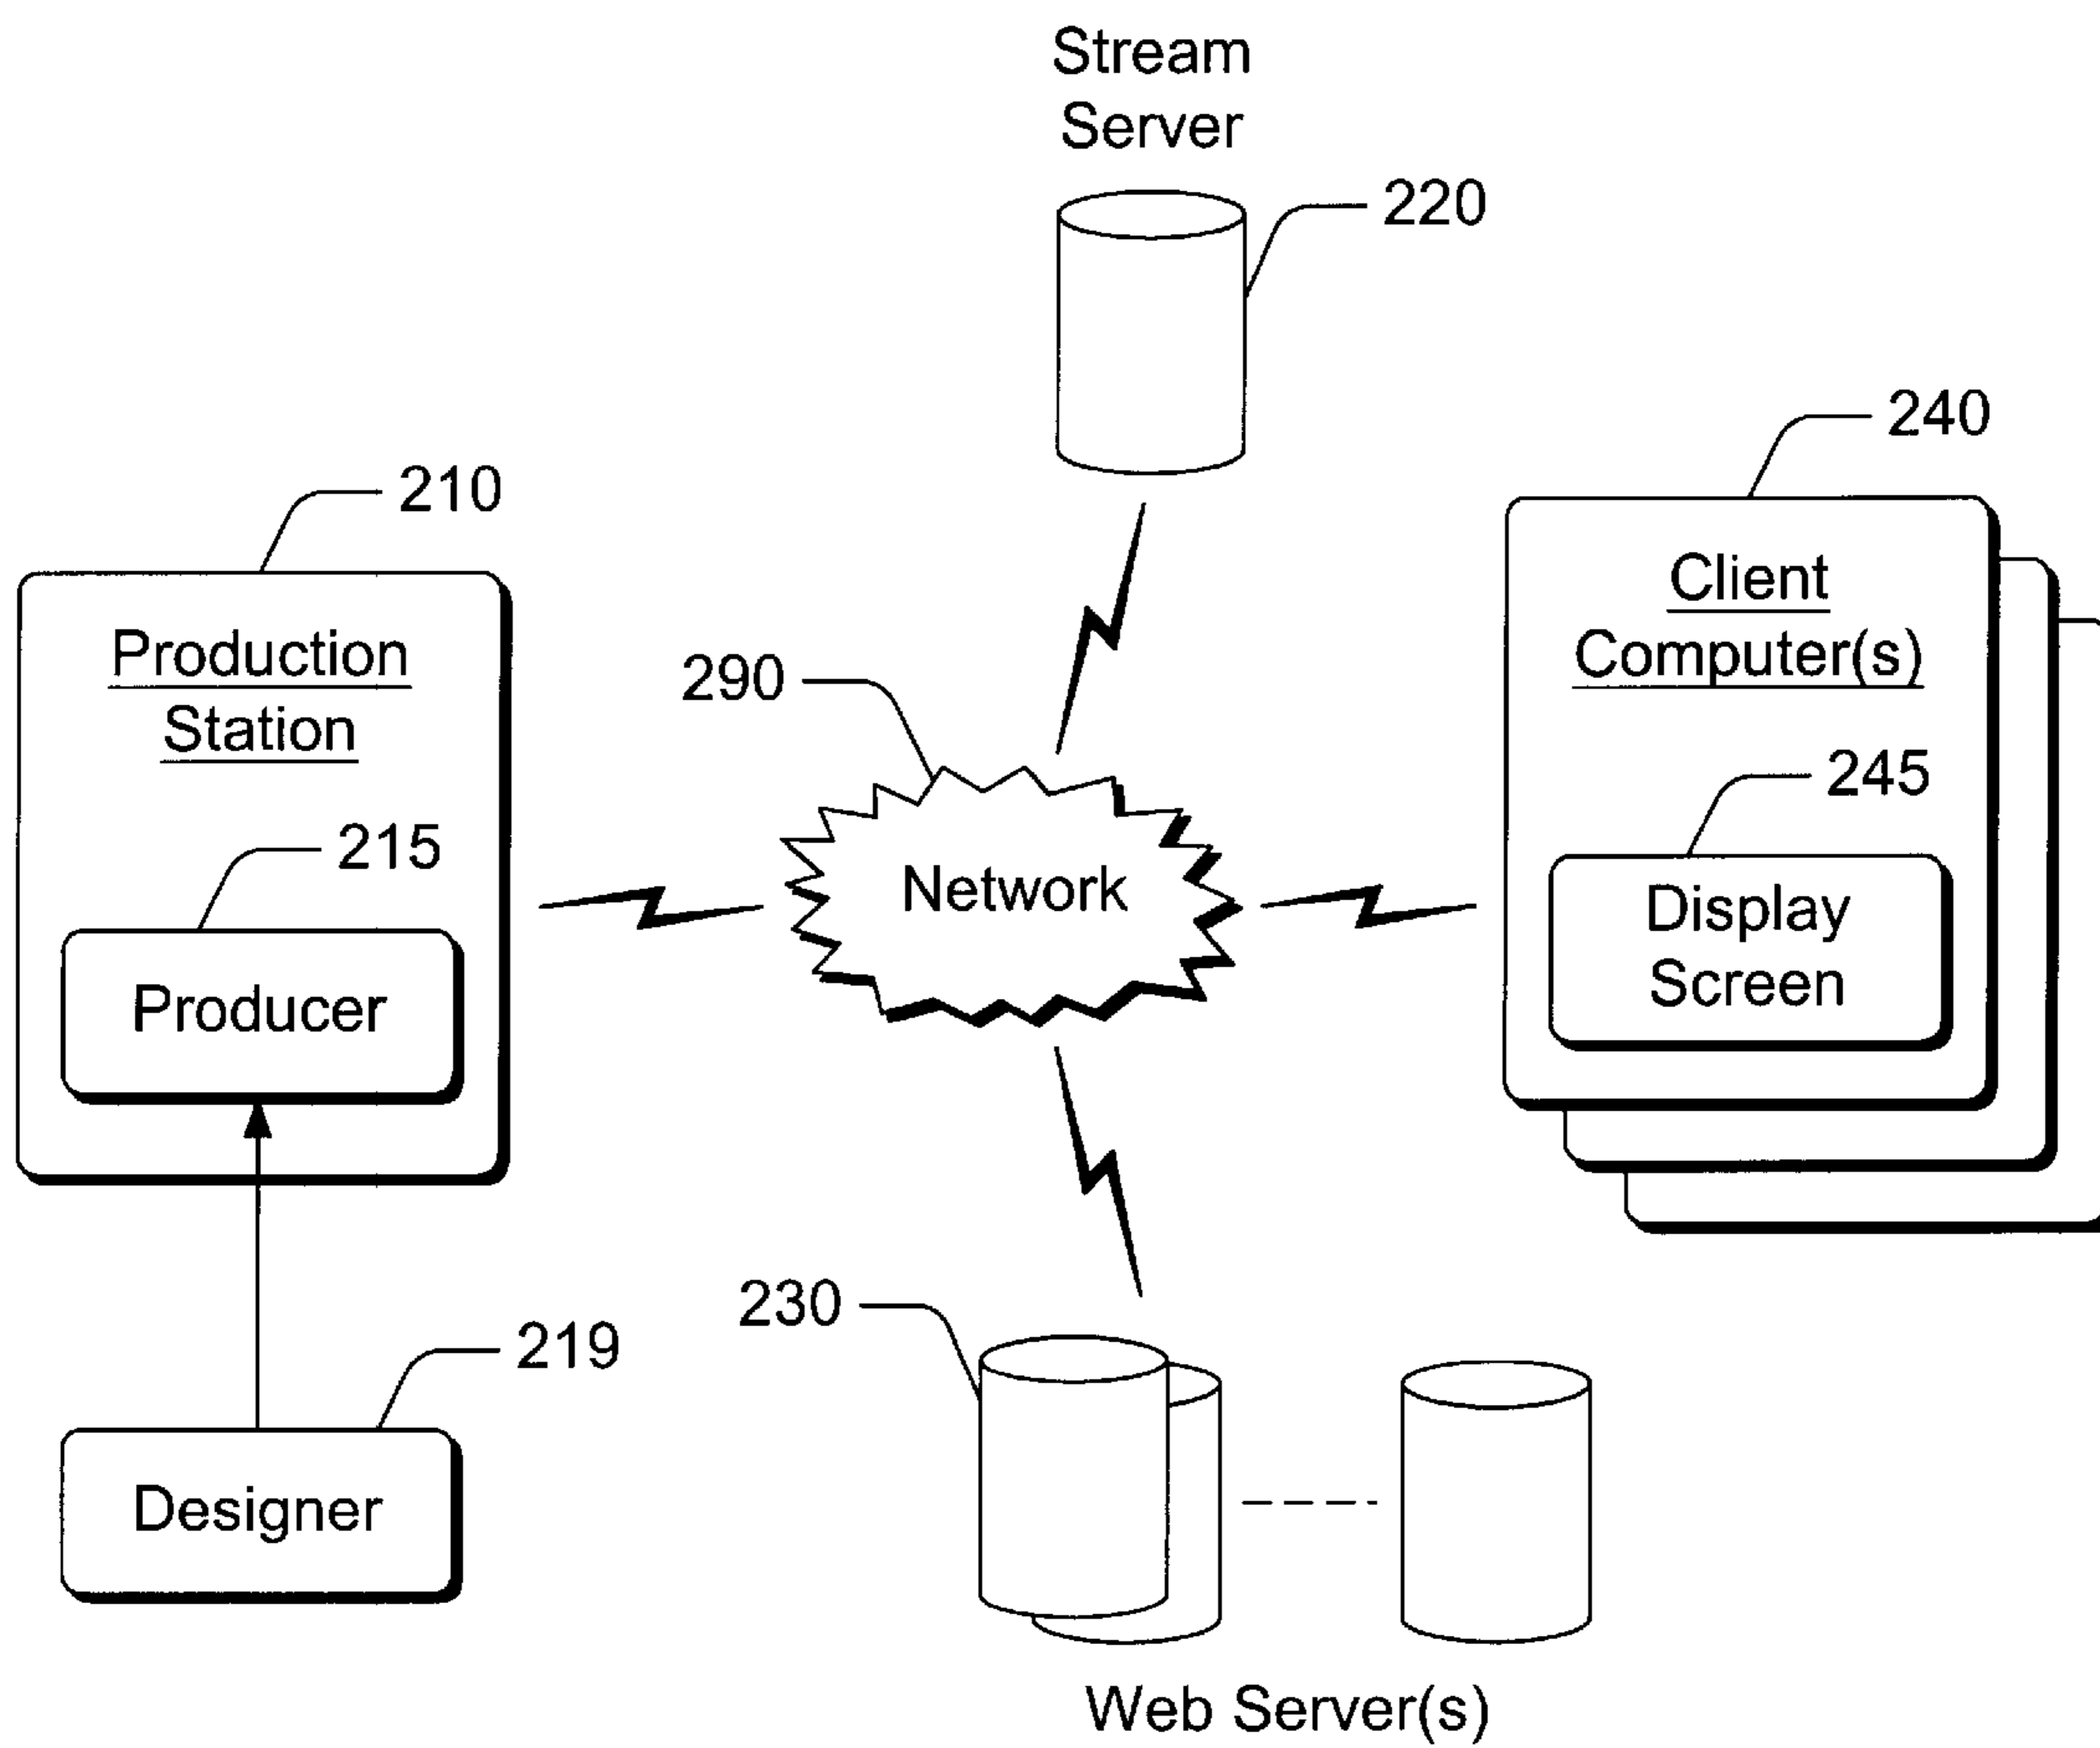 Stream
Server
220
240
210
Client
Computer(s)
Production
Station
290
245
215
Network
Display
Screen
Producer
230
219
Designer
Web Server(s)